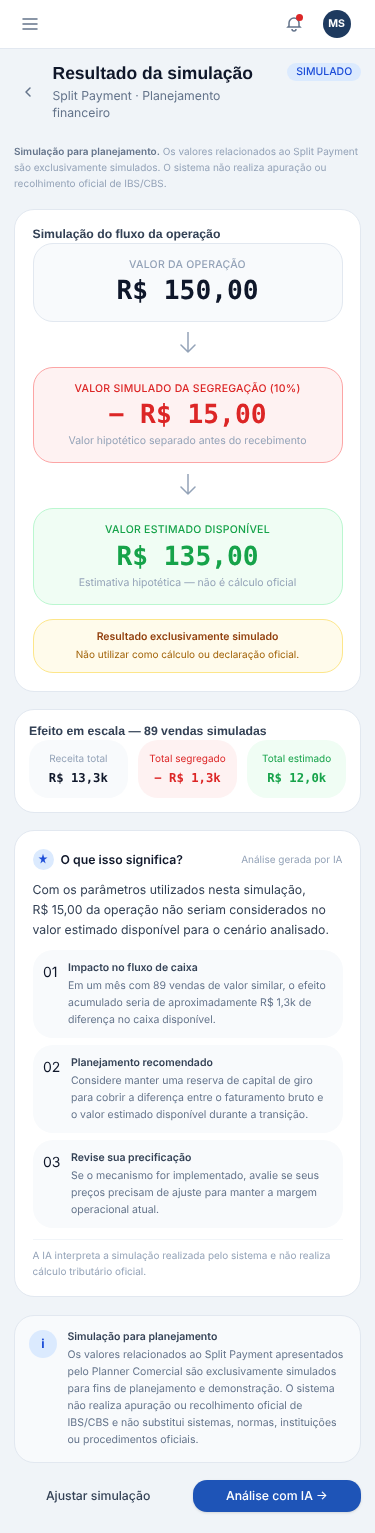 MS
Resultado da simulação
SIMULADO
Split Payment · Planejamento
financeiro
Simulação para planejamento. Os valores relacionados ao Split Payment
são exclusivamente simulados. O sistema não realiza apuração ou
recolhimento oficial de IBS/CBS.
Simulação do fluxo da operação
VALOR DA OPERAÇÃO
R$ 150,00
VALOR SIMULADO DA SEGREGAÇÃO (10%)
− R$ 15,00
Valor hipotético separado antes do recebimento
VALOR ESTIMADO DISPONÍVEL
R$ 135,00
Estimativa hipotética — não é cálculo oficial
Resultado exclusivamente simulado
Não utilizar como cálculo ou declaração oficial.
Efeito em escala — 89 vendas simuladas
Receita total
R$ 13,3k
Total segregado
− R$ 1,3k
Total estimado
R$ 12,0k
O que isso significa?
Análise gerada por IA
Com os parâmetros utilizados nesta simulação,
R$ 15,00 da operação não seriam considerados no
valor estimado disponível para o cenário analisado.
01
Impacto no fluxo de caixa
Em um mês com 89 vendas de valor similar, o efeito
acumulado seria de aproximadamente R$ 1,3k de
diferença no caixa disponível.
02
Planejamento recomendado
Considere manter uma reserva de capital de giro
para cobrir a diferença entre o faturamento bruto e
o valor estimado disponível durante a transição.
03
Revise sua precificação
Se o mecanismo for implementado, avalie se seus
preços precisam de ajuste para manter a margem
operacional atual.
A IA interpreta a simulação realizada pelo sistema e não realiza
cálculo tributário oficial.
i
Simulação para planejamento
Os valores relacionados ao Split Payment apresentados
pelo Planner Comercial são exclusivamente simulados
para fins de planejamento e demonstração. O sistema
não realiza apuração ou recolhimento oficial de
IBS/CBS e não substitui sistemas, normas, instituições
ou procedimentos oficiais.
Ajustar simulação
Análise com IA →